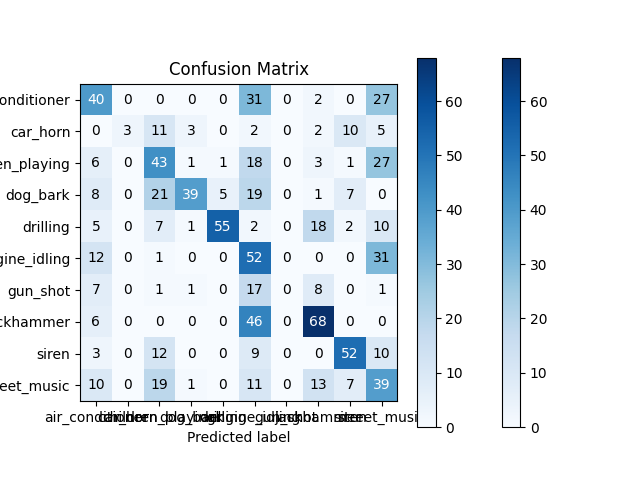 Confusion Matrix
onditioner 40 0 0 0 0 31 0 2 0 27
car_horn 0 3 11 3 0 2 0 2 10 5
en_playing 6 0 43 1 1 18 0 3 1 27
dog_bark 8 0 21 39 5 19 0 1 7 0
drilling 5 0 7 1 55 2 0 18 2 10
gine_idling 12 0 1 0 0 52 0 0 0 31
gun_shot 7 0 1 1 0 17 0 8 0 1
ckhammer 6 0 0 0 0 46 0 68 0 0
siren 3 0 12 0 0 9 0 0 52 10
eet_music 10 0 19 1 0 11 0 13 7 39
Predicted label
60
50
40
30
20
10
0
60
50
40
30
20
10
0